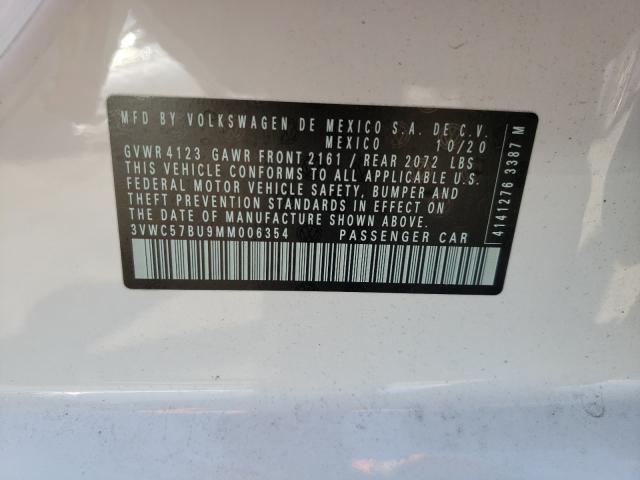 MFD BY VOLKSWAGEN DE MEXICO S.A. DE C.V.
MEXICO 10/20
GVWR 4123 GAWR FRONT 2161 / REAR 2072 LBS
THIS VEHICLE CONFORMS TO ALL APPLICABLE U.S.
FEDERAL MOTOR VEHICLE SAFETY, BUMPER AND
THEFT PREVENTION STANDARDS IN EFFECT ON
THE DATE OF MANUFACTURE SHOWN ABOVE.
3VWC57BU9MM006354 PASSENGER CAR
4141276 3387 M